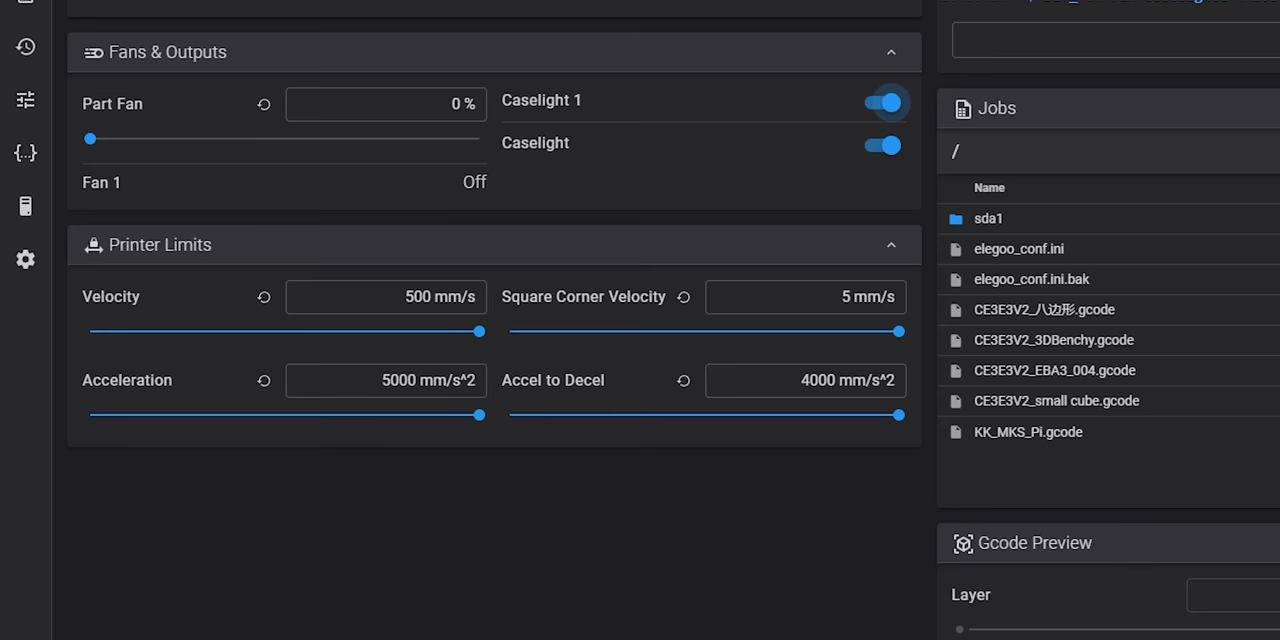 Fans & Outputs
Part Fan
0 %
Caselight 1
Caselight
Fan 1
Off
Printer Limits
Velocity
500 mm/s
Square Corner Velocity
5 mm/s
Acceleration
5000 mm/s^2
Accel to Decel
4000 mm/s^2
{...}
Jobs
/
Name
sda1
elegoo_conf.ini
elegoo_conf.ini.bak
CE3E3V2_八边形.gcode
CE3E3V2_3DBenchy.gcode
CE3E3V2_EBA3_004.gcode
CE3E3V2_small cube.gcode
KK_MKS_Pi.gcode
Gcode Preview
Layer